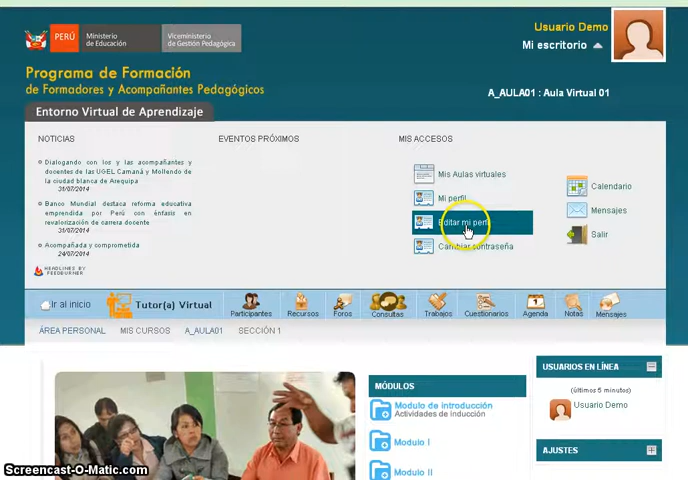 PERÚ
Ministerio
de Educación
Viceministerio
de Gestión Pedagógica
Usuario Demo
Mi escritorio
Programa de Formación
de Formadores y Acompañantes Pedagógicos
A_AULA01 : Aula Virtual 01
Entorno Virtual de Aprendizaje
NOTICIAS
EVENTOS PRÓXIMOS
MIS ACCESOS
Dialogando con los y las acompañantes y
docentes de las UGEL Camaná y Mollendo de
la ciudad blanca de Arequipa
31/07/2014
Banco Mundial destaca reforma educativa
emprendida por Perú con énfasis en
revalorización de carrera docente
31/07/2014
Acompañada y comprometida
24/07/2014
HEADLINES BY
FEEDBURNER
Mis Aulas virtuales
Mi perfil
Editar mi perfil
Cambiar contraseña
Calendario
Mensajes
Salir
Ir al inicio
Tutor(a) Virtual
Participantes
Recursos
Foros
Consultas
Trabajos
Cuestionarios
Agenda
Notas
Mensajes
ÁREA PERSONAL
MIS CURSOS
A_AULA01
SECCIÓN 1
MÓDULOS
Modulo de introducción
Actividades de inducción
Modulo I
Modulo II
USUARIOS EN LÍNEA
(últimos 5 minutos)
Usuario Demo
AJUSTES
Screencast-O-Matic.com